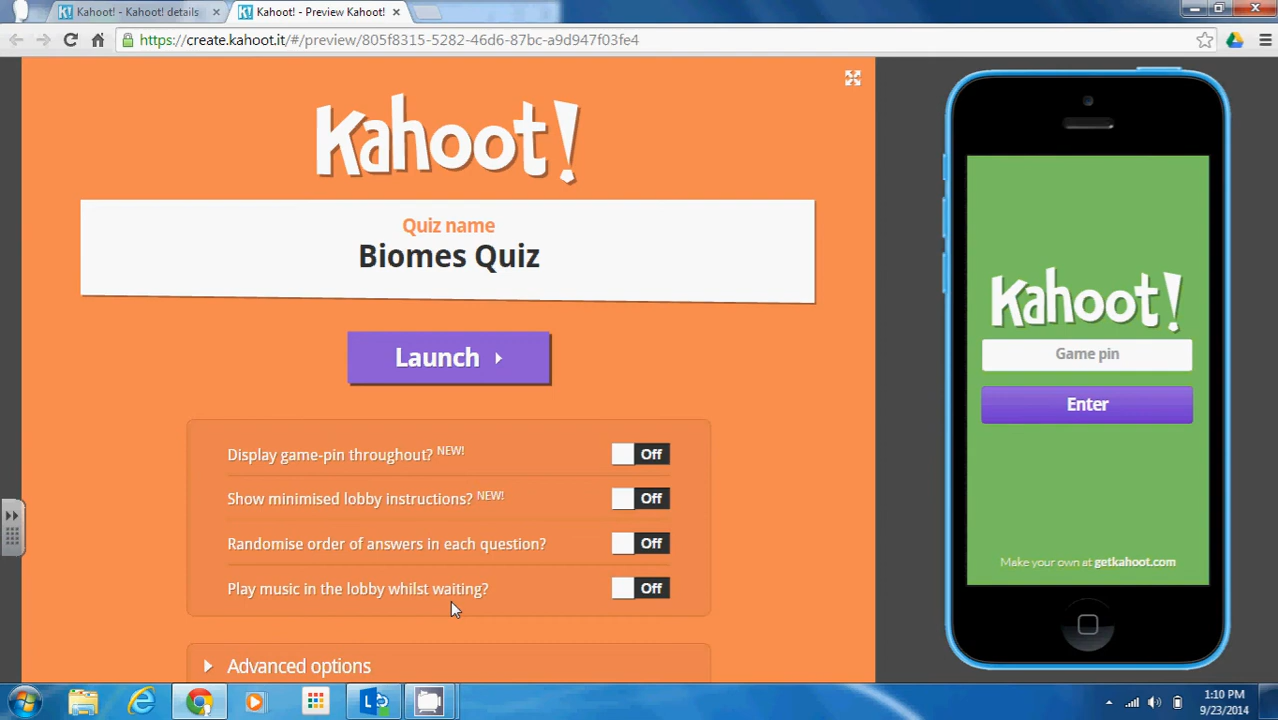 Kahoot! - Kahoot! details
Kahoot! - Preview Kahoot!
https://create.kahoot.it/#/preview/805f8315-5282-46d6-87bc-a9d947f03fe4
Kahoot!
Quiz name
Biomes Quiz
Launch
Display game-pin throughout? NEW! Off
Show minimised lobby instructions? NEW! Off
Randomise order of answers in each question? Off
Play music in the lobby whilst waiting? Off
Advanced options
Kahoot!
Game pin
Enter
Make your own at getkahoot.com
1:10 PM
9/23/2014